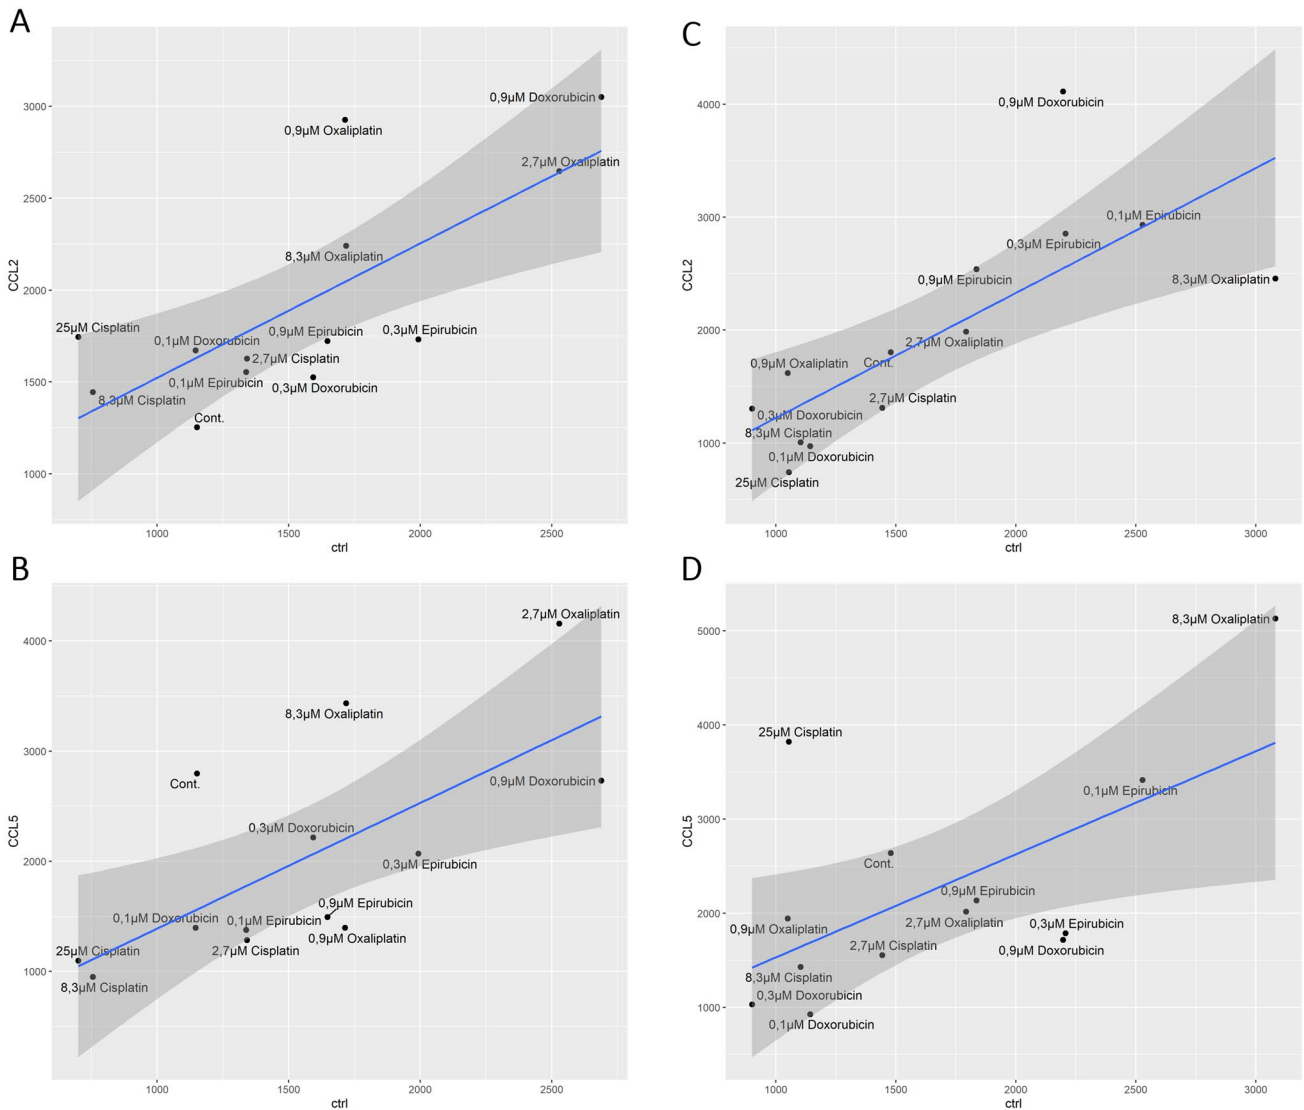 A
CCL2
3000
2500
2000
1500
1000
0,9µM Doxorubicin
0,9µM Oxaliplatin
2,7µM Oxaliplatin
8,3µM Oxaliplatin
25µM Cisplatin
0,1µM Doxorubicin
0,9µM Epirubicin
0,3µM Epirubicin
2,7µM Cisplatin
0,1µM Epirubicin
0,3µM Doxorubicin
8,3µM Cisplatin
Cont.
1000 1500 2000 2500
ctrl
C
CCL2
4000
3000
2000
1000
0,9µM Doxorubicin
0,1µM Epirubicin
0,3µM Epirubicin
0,9µM Epirubicin
8,3µM Oxaliplatin
2,7µM Oxaliplatin
0,9µM Oxaliplatin
Cont.
2,7µM Cisplatin
0,3µM Doxorubicin
8,3µM Cisplatin
0,1µM Doxorubicin
25µM Cisplatin
1000 1500 2000 2500 3000
ctrl
B
CCL5
4000
3000
2000
1000
2,7µM Oxaliplatin
8,3µM Oxaliplatin
Cont.
0,9µM Doxorubicin
0,3µM Doxorubicin
0,3µM Epirubicin
0,9µM Epirubicin
0,1µM Doxorubicin
0,1µM Epirubicin
0,9µM Oxaliplatin
25µM Cisplatin
2,7µM Cisplatin
8,3µM Cisplatin
1000 1500 2000 2500
ctrl
D
CCL5
5000
4000
3000
2000
1000
8,3µM Oxaliplatin
25µM Cisplatin
0,1µM Epirubicin
Cont.
0,9µM Epirubicin
2,7µM Oxaliplatin
0,9µM Oxaliplatin
0,3µM Epirubicin
2,7µM Cisplatin
0,9µM Doxorubicin
8,3µM Cisplatin
0,3µM Doxorubicin
0,1µM Doxorubicin
1000 1500 2000 2500 3000
ctrl